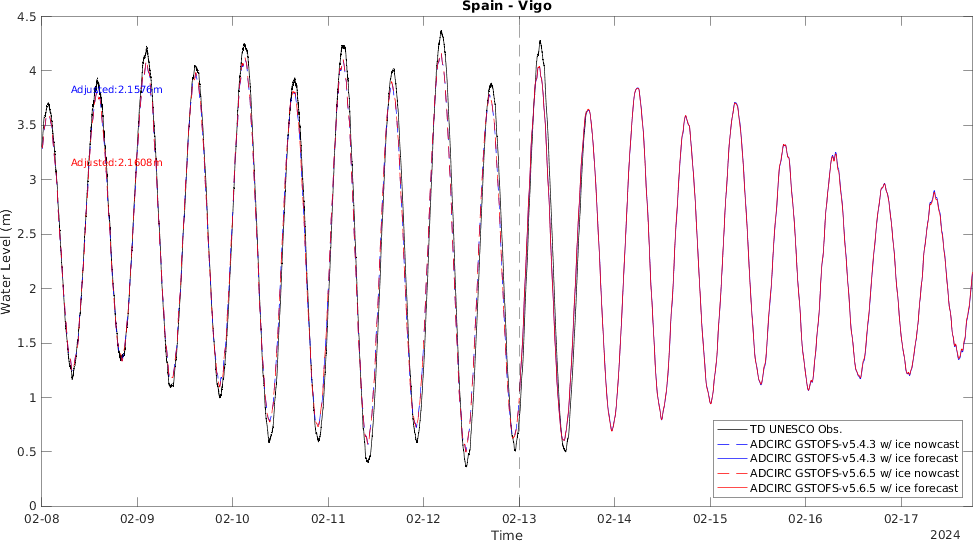 Spain - Vigo
4.5
4
3.5
3
2.5
2
1.5
1
0.5
0
Water Level (m)
Adjusted:2.1576m
Adjusted:2.1608m
TD UNESCO Obs.
ADCIRC GSTOFS-v5.4.3 w/ ice nowcast
ADCIRC GSTOFS-v5.4.3 w/ ice forecast
ADCIRC GSTOFS-v5.6.5 w/ ice nowcast
ADCIRC GSTOFS-v5.6.5 w/ ice forecast
02-08 02-09 02-10 02-11 02-12 02-13 02-14 02-15 02-16 02-17
Time
2024